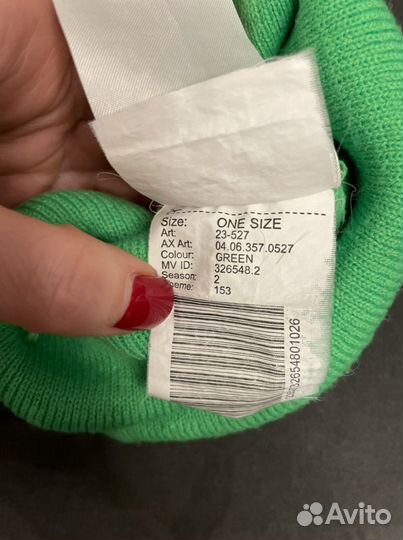 Size: ONE SIZE
Art: 23-527
AX Art: 04.06.357.0527
Colour: GREEN
MV ID: 326548.2
Season: 2
153
2654801026
Avito